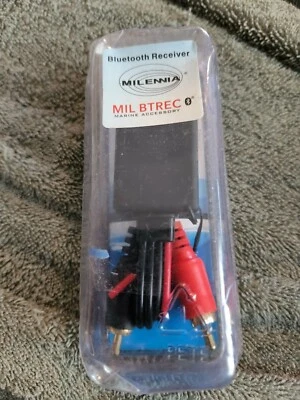 Bluetooth Receiver
MILENNIA
MIL BTREC
MARINE ACCESSORY